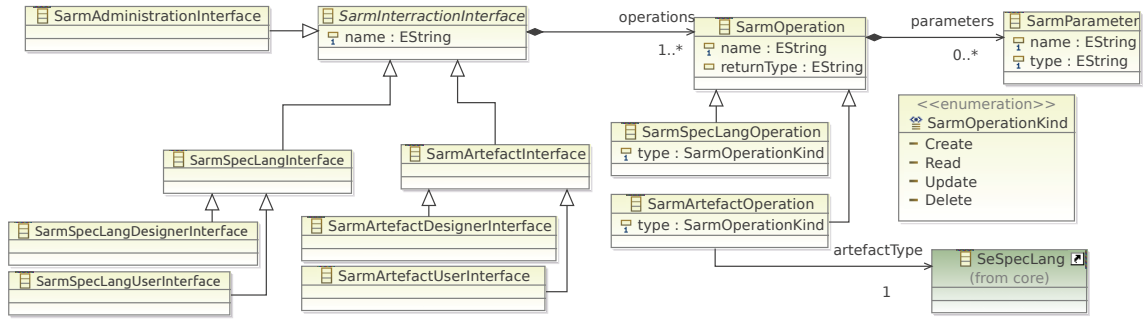 SarmAdministrationInterface
SarmInterractionInterface
name : EString
operations
1..*
SarmOperation
name : EString
returnType : EString
parameters
0..*
SarmParameter
name : EString
type : EString
<<enumeration>>
SarmOperationKind
Create
Read
Update
Delete
SarmSpecLangInterface
SarmArtefactInterface
SarmSpecLangOperation
type : SarmOperationKind
SarmArtefactOperation
type : SarmOperationKind
SarmSpecLangDesignerInterface
SarmSpecLangUserInterface
SarmArtefactDesignerInterface
SarmArtefactUserInterface
artefactType
1
SeSpecLang
(from core)